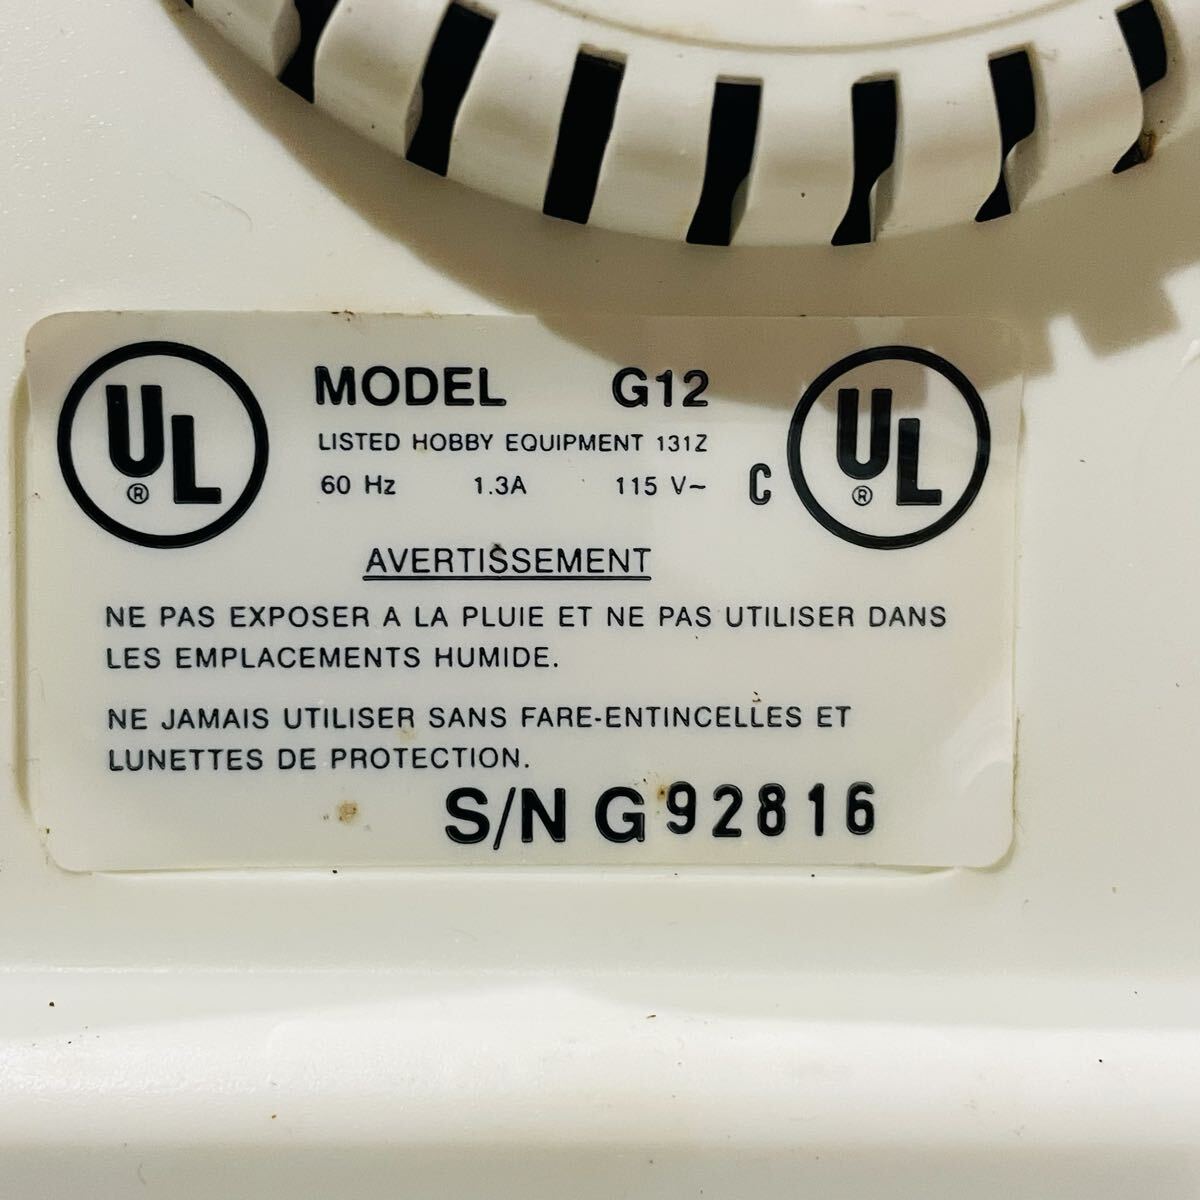 UL ®
MODEL G12
LISTED HOBBY EQUIPMENT 131Z
60 Hz 1.3A 115 V~
C UL ®
AVERTISSEMENT
NE PAS EXPOSER A LA PLUIE ET NE PAS UTILISER DANS
LES EMPLACEMENTS HUMIDE.
NE JAMAIS UTILISER SANS FARE-ENTINCELLES ET
LUNETTES DE PROTECTION.
S/N G92816